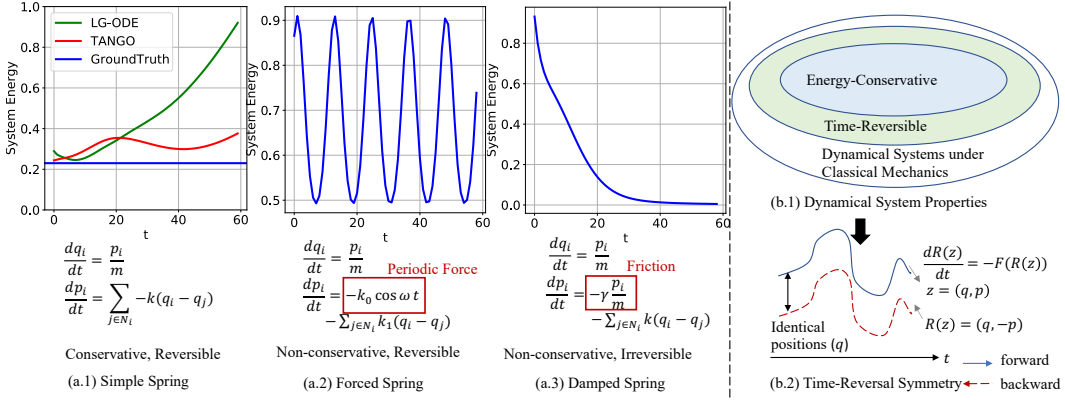 LG-ODE
TANGO
GroundTruth
System Energy
1.0
0.8
0.6
0.4
0.2
0.0
0
20
40
60
t
dq_i/dt = p_i/m
dp_i/dt = ∑_{j∈N_i} −k(q_i − q_j)
Conservative, Reversible
(a.1) Simple Spring
System Energy
0.9
0.8
0.7
0.6
0.5
0
20
40
60
t
dq_i/dt = p_i/m
Periodic Force
dp_i/dt = −k_0 cos ω t
− ∑_{j∈N_i} k_1(q_i − q_j)
Non-conservative, Reversible
(a.2) Forced Spring
System Energy
0.8
0.6
0.4
0.2
0.0
0
20
40
60
t
dq_i/dt = p_i/m
Friction
dp_i/dt = −γ p_i/m
− ∑_{j∈N_i} k(q_i − q_j)
Non-conservative, Irreversible
(a.3) Damped Spring
Energy-Conservative
Time-Reversible
Dynamical Systems under
Classical Mechanics
(b.1) Dynamical System Properties
dR(z)/dt = −F(R(z))
z = (q, p)
R(z) = (q, −p)
Identical
positions (q)
t
forward
backward
(b.2) Time-Reversal Symmetry